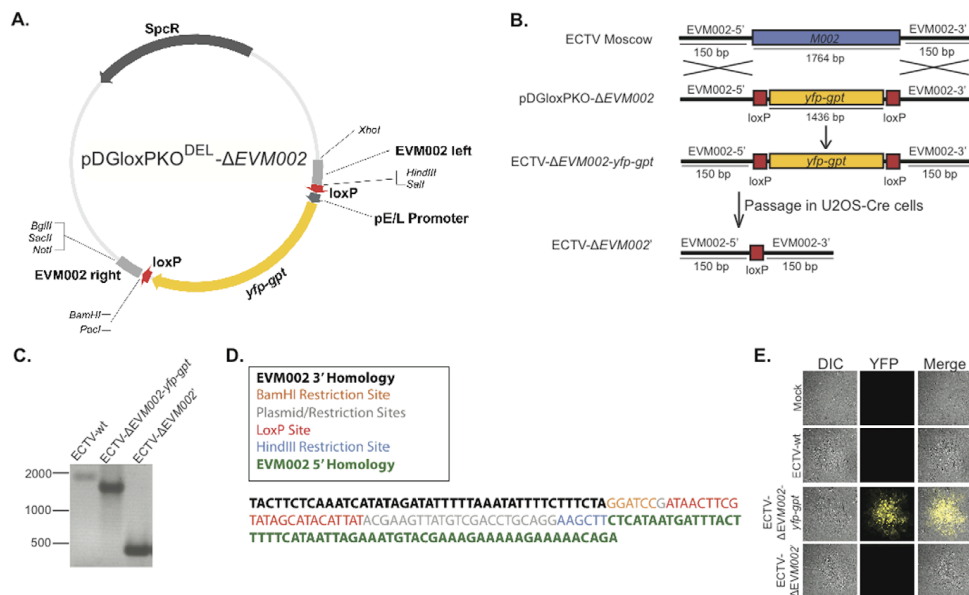 A.
SpcR
pDGloxPKO^DEL-ΔEVM002
XhoI
EVM002 left
HindIII
SalI
loxP
pE/L Promoter
yfp-gpt
loxP
EVM002 right
BglII
SacII
NotI
BamHI
PacI
B.
ECTV Moscow
EVM002-5'
M002
EVM002-3'
150 bp
1764 bp
150 bp
pDGloxPKO-ΔEVM002
EVM002-5'
yfp-gpt
EVM002-3'
loxP
1436 bp
loxP
ECTV-ΔEVM002-yfp-gpt
EVM002-5'
yfp-gpt
EVM002-3'
150 bp
loxP
loxP
150 bp
Passage in U2OS-Cre cells
ECTV-ΔEVM002'
EVM002-5'
EVM002-3'
150 bp
loxP
150 bp
C.
ECTV-wt
ECTV-ΔEVM002-yfp-gpt
ECTV-ΔEVM002'
2000
1000
500
D.
EVM002 3' Homology
BamHI Restriction Site
Plasmid/Restriction Sites
LoxP Site
HindIII Restriction Site
EVM002 5' Homology
TACTTCTCAAATCATATAGATATTTTTAAATATTTTCTTTCTAGGATCCGATAACTTCG
TATAGCATACATTATACGAAGTTATGTCGACCTGCAGGAAGCTTCTCATAATGATTTACT
TTTTCATAATTAGAAATGTACGAAAGAAAAAGAAAAACAGA
E.
DIC
YFP
Merge
Mock
ECTV-wt
ECTV-
ΔEVM002-
yfp-gpt
ECTV-
ΔEVM002'